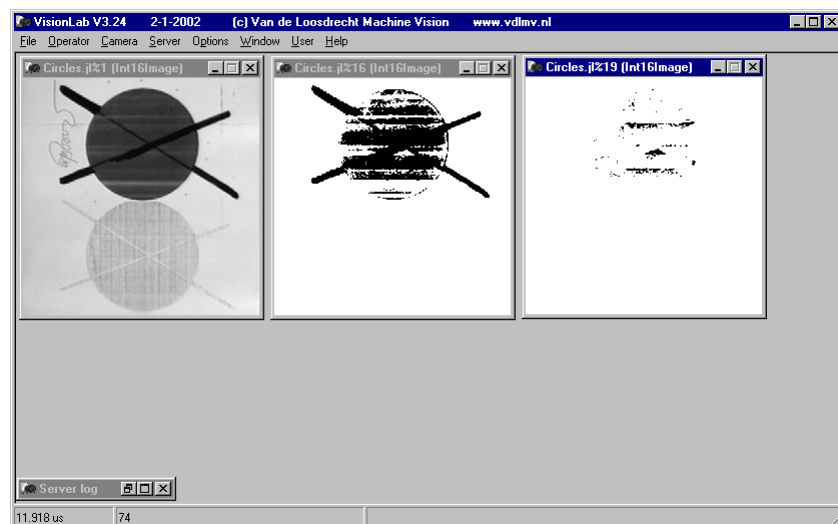 VisionLab V3.24 2-1-2002 (c) Van de Loosdrecht Machine Vision www.vdlmv.nl
File Operator Camera Server Options Window User Help
Circles.jl%1 (Int16Image) Circles.jl%16 (Int16Image) Circles.jl%19 (Int16Image)
Server log
11.918 us 74